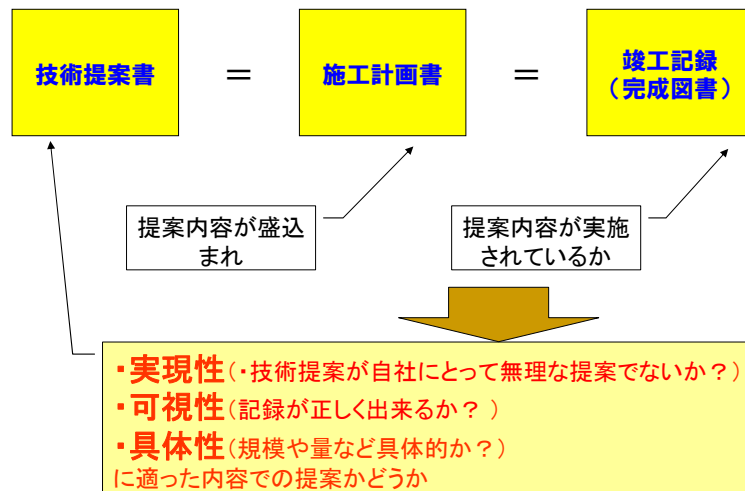 技術提案書
＝
施工計画書
＝
竣工記録
（完成図書）
提案内容が盛込
まれ
提案内容が実施
されているか
・実現性(・技術提案が自社にとって無理な提案でないか？)
・可視性(記録が正しく出来るか？ )
・具体性(規模や量など具体的か？)
に適った内容での提案かどうか